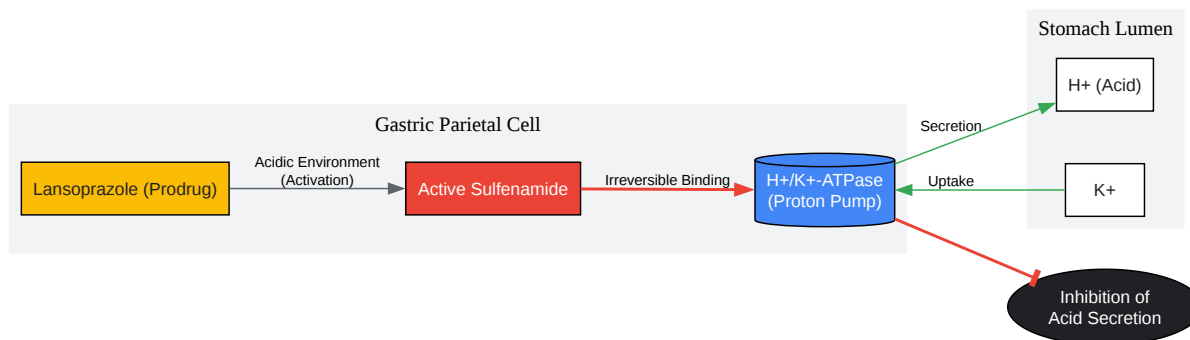 Stomach Lumen
H+ (Acid)
Gastric Parietal Cell
Secretion
Lansoprazole (Prodrug)
Acidic Environment
(Activation)
Active Sulfenamide
Irreversible Binding
H+/K+-ATPase
(Proton Pump)
Uptake
K+
Inhibition of
Acid Secretion